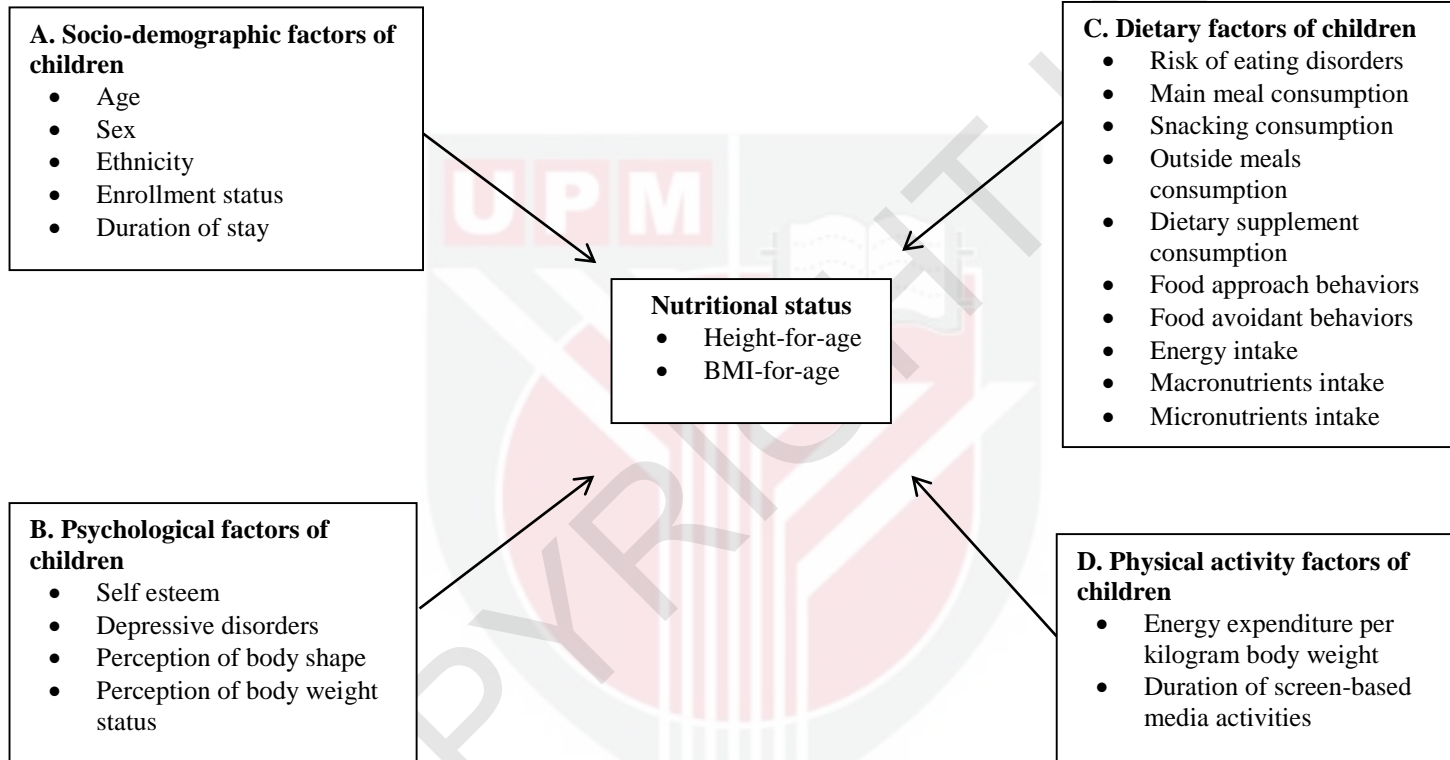 A. Socio-demographic factors of
children
• Age
• Sex
• Ethnicity
• Enrollment status
• Duration of stay
B. Psychological factors of
children
• Self esteem
• Depressive disorders
• Perception of body shape
• Perception of body weight
status
UPM
Nutritional status
• Height-for-age
• BMI-for-age
C. Dietary factors of children
• Risk of eating disorders
• Main meal consumption
• Snacking consumption
• Outside meals
consumption
• Dietary supplement
consumption
• Food approach behaviors
• Food avoidant behaviors
• Energy intake
• Macronutrients intake
• Micronutrients intake
D. Physical activity factors of
children
• Energy expenditure per
kilogram body weight
• Duration of screen-based
media activities
PYRIGHT